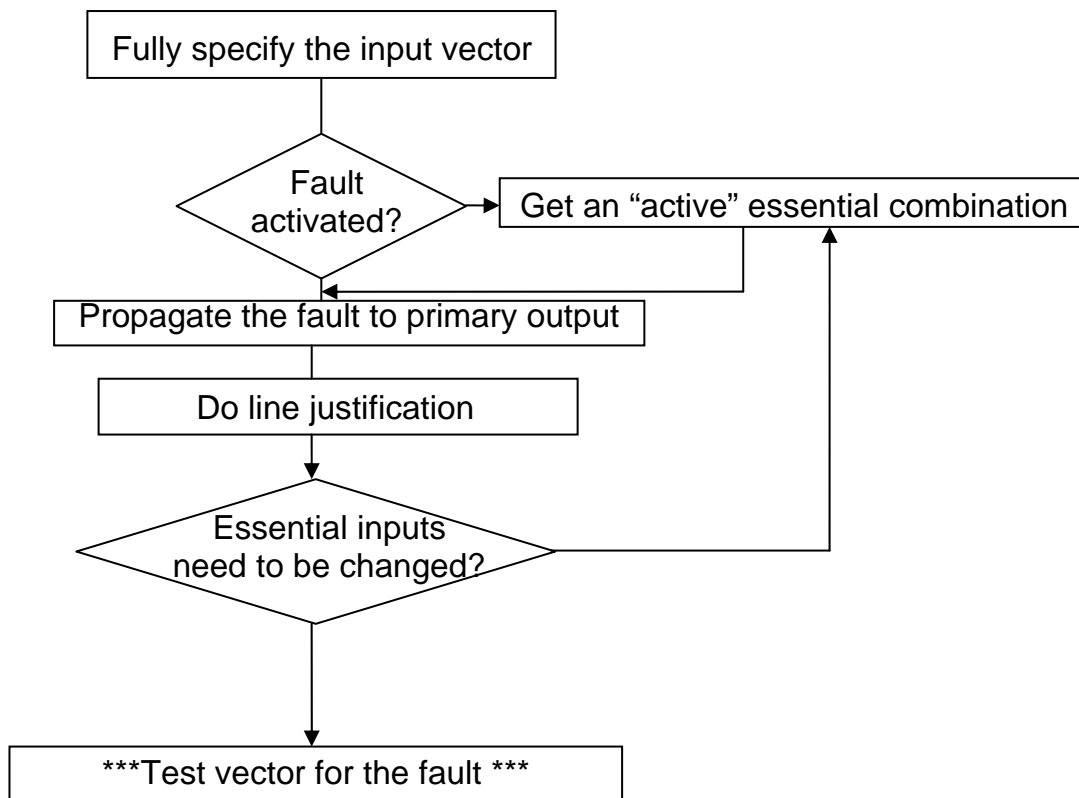 Fully specify the input vector
Fault
activated?
Get an “active” essential combination
Propagate the fault to primary output
Do line justification
Essential inputs
need to be changed?
***Test vector for the fault ***